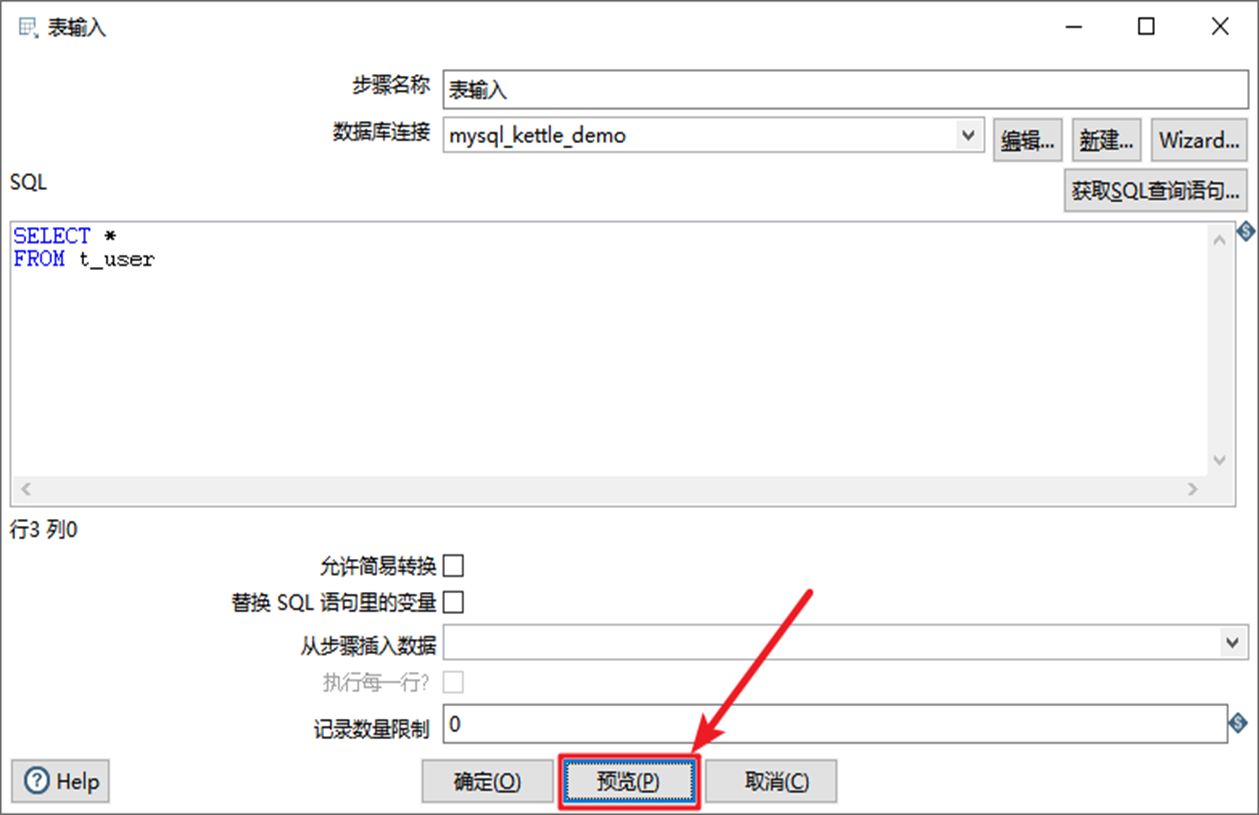 表输入
步骤名称 表输入
数据库连接 mysql_kettle_demo 编辑... 新建... Wizard...
SQL 获取SQL查询语句...
SELECT *
FROM t_user
行3 列0
允许简易转换
替换 SQL 语句里的变量
从步骤插入数据
执行每一行?
记录数量限制 0
Help 确定(O) 预览(P) 取消(C)